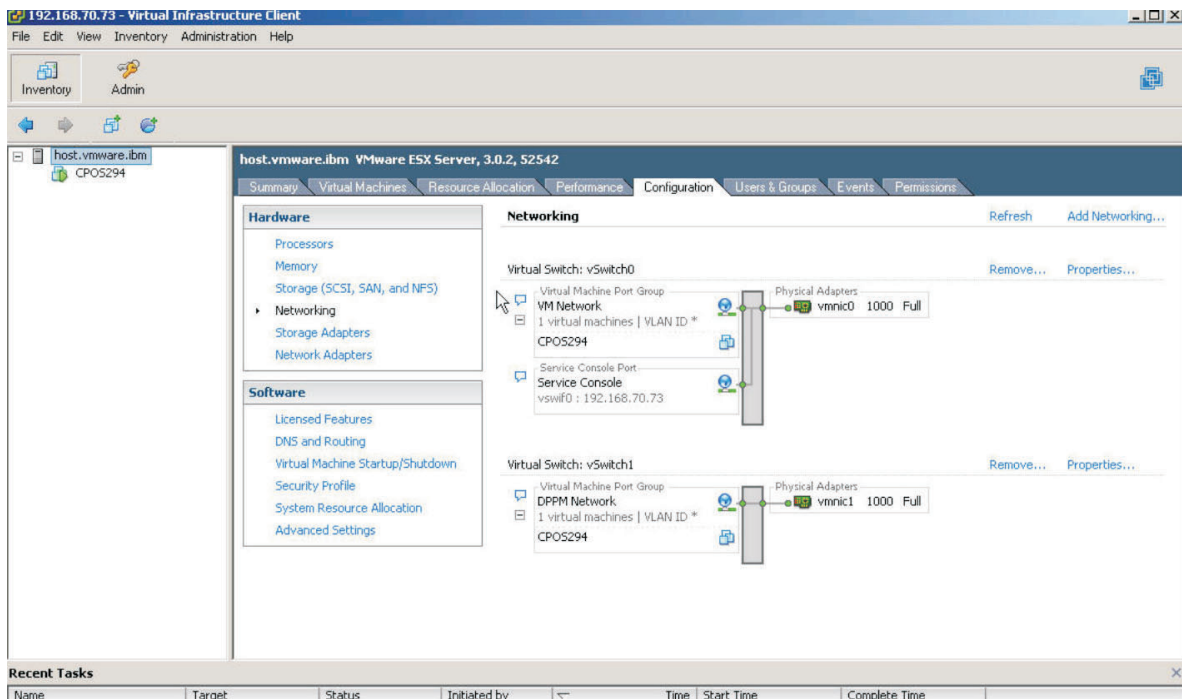 192.168.70.73 - Virtual Infrastructure Client
File Edit View Inventory Administration Help
Inventory Admin
host.vmware.ibm
CPOS294
host.vmware.ibm VMware ESX Server, 3.0.2, 52542
Summary Virtual Machines Resource Allocation Performance Configuration Users & Groups Events Permissions
Hardware
Processors
Memory
Storage (SCSI, SAN, and NFS)
Networking
Storage Adapters
Network Adapters
Software
Licensed Features
DNS and Routing
Virtual Machine Startup/Shutdown
Security Profile
System Resource Allocation
Advanced Settings
Networking Refresh Add Networking...
Virtual Switch: vSwitch0 Remove... Properties...
Virtual Machine Port Group Physical Adapters
VM Network vmnic0 1000 Full
1 virtual machines | VLAN ID *
CPOS294
Service Console Port
Service Console
vswif0 : 192.168.70.73
Virtual Switch: vSwitch1 Remove... Properties...
Virtual Machine Port Group Physical Adapters
DPPM Network vmnic1 1000 Full
1 virtual machines | VLAN ID *
CPOS294
Recent Tasks
Name Target Status Initiated by Time Start Time Complete Time